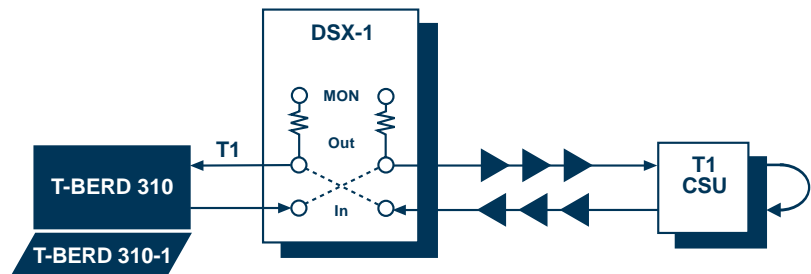 DSX-1
MON
T1
Out
T-BERD 310
In
T-BERD 310-1
T1
CSU